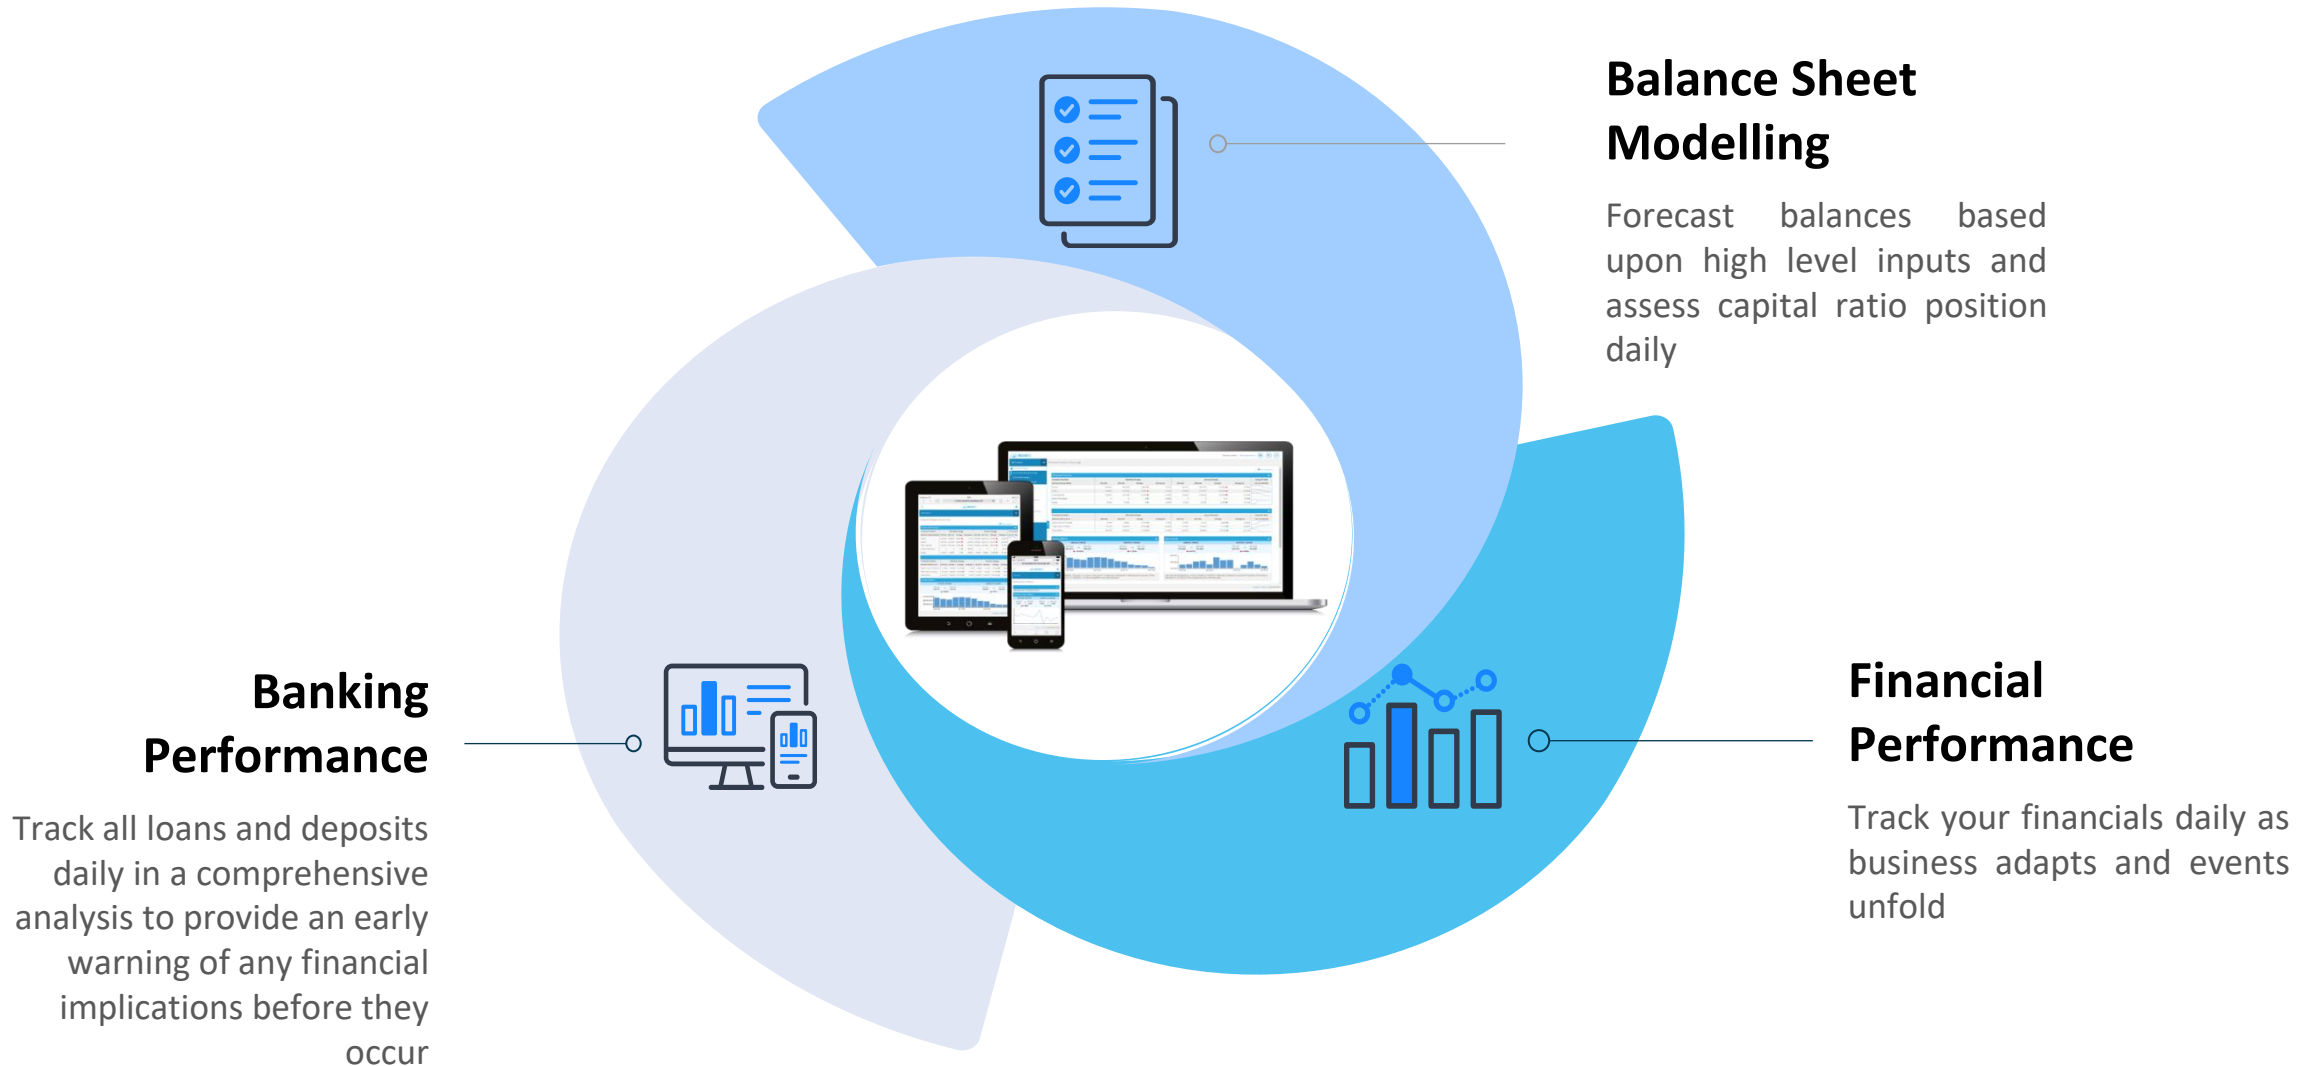 Balance Sheet
Modelling
Forecast balances based
upon high level inputs and
assess capital ratio position
daily
Banking
Performance
Track all loans and deposits
daily in a comprehensive
analysis to provide an early
warning of any financial
implications before they
occur
Financial
Performance
Track your financials daily as
business adapts and events
unfold